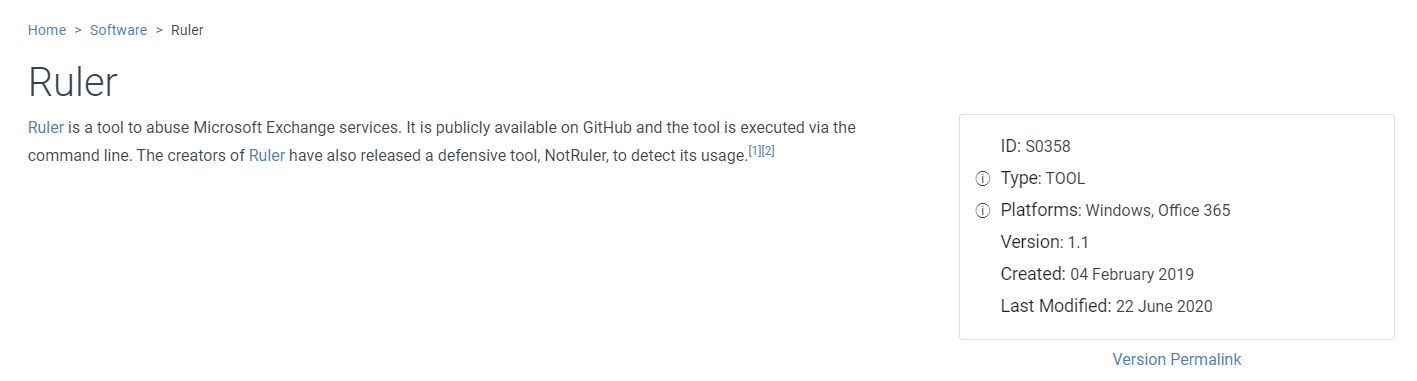 Home > Software > Ruler
Ruler
Ruler is a tool to abuse Microsoft Exchange services. It is publicly available on GitHub and the tool is executed via the
command line. The creators of Ruler have also released a defensive tool, NotRuler, to detect its usage.[1][2]
ID: S0358
ⓘ Type: TOOL
ⓘ Platforms: Windows, Office 365
Version: 1.1
Created: 04 February 2019
Last Modified: 22 June 2020
Version Permalink